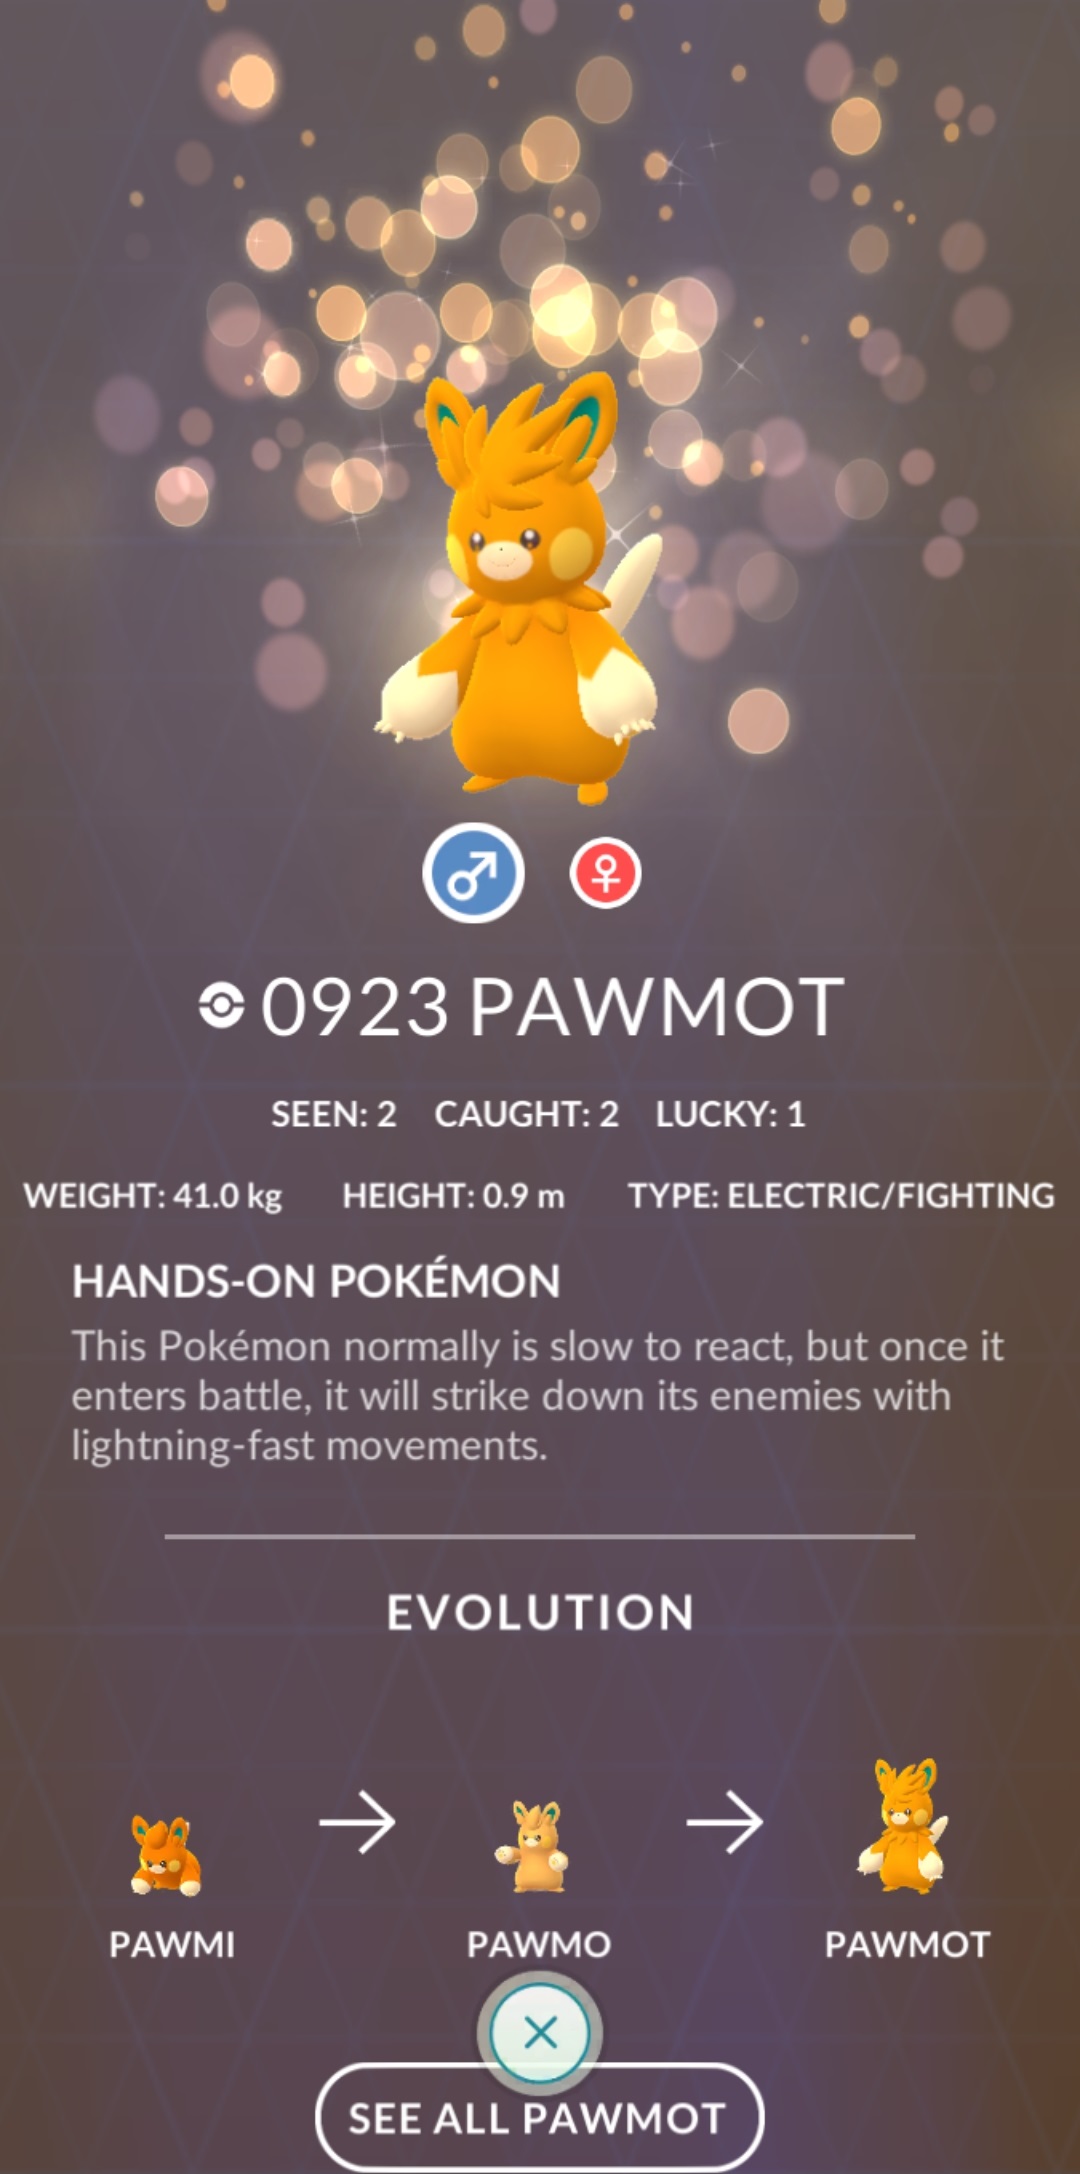 0923 PAWMOT
SEEN: 2 CAUGHT: 2 LUCKY: 1
WEIGHT: 41.0 kg HEIGHT: 0.9 m TYPE: ELECTRIC/FIGHTING
HANDS-ON POKÉMON
This Pokémon normally is slow to react, but once it
enters battle, it will strike down its enemies with
lightning-fast movements.
EVOLUTION
PAWMI PAWMO PAWMOT
SEE ALL PAWMOT